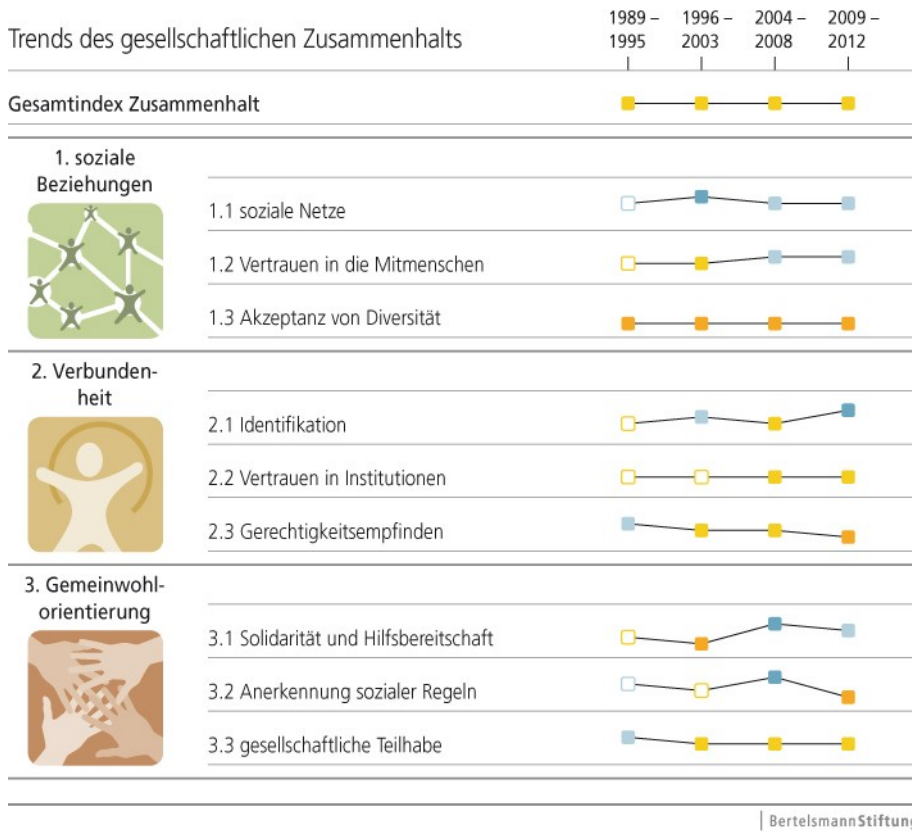 Trends des gesellschaftlichen Zusammenhalts
1989 – 1996 – 2004 – 2009 –
1995 2003 2008 2012
Gesamtindex Zusammenhalt
1. soziale
Beziehungen
1.1 soziale Netze
1.2 Vertrauen in die Mitmenschen
1.3 Akzeptanz von Diversität
2. Verbunden-
heit
2.1 Identifikation
2.2 Vertrauen in Institutionen
2.3 Gerechtigkeitsempfinden
3. Gemeinwohl-
orientierung
3.1 Solidarität und Hilfsbereitschaft
3.2 Anerkennung sozialer Regeln
3.3 gesellschaftliche Teilhabe
BertelsmannStiftung